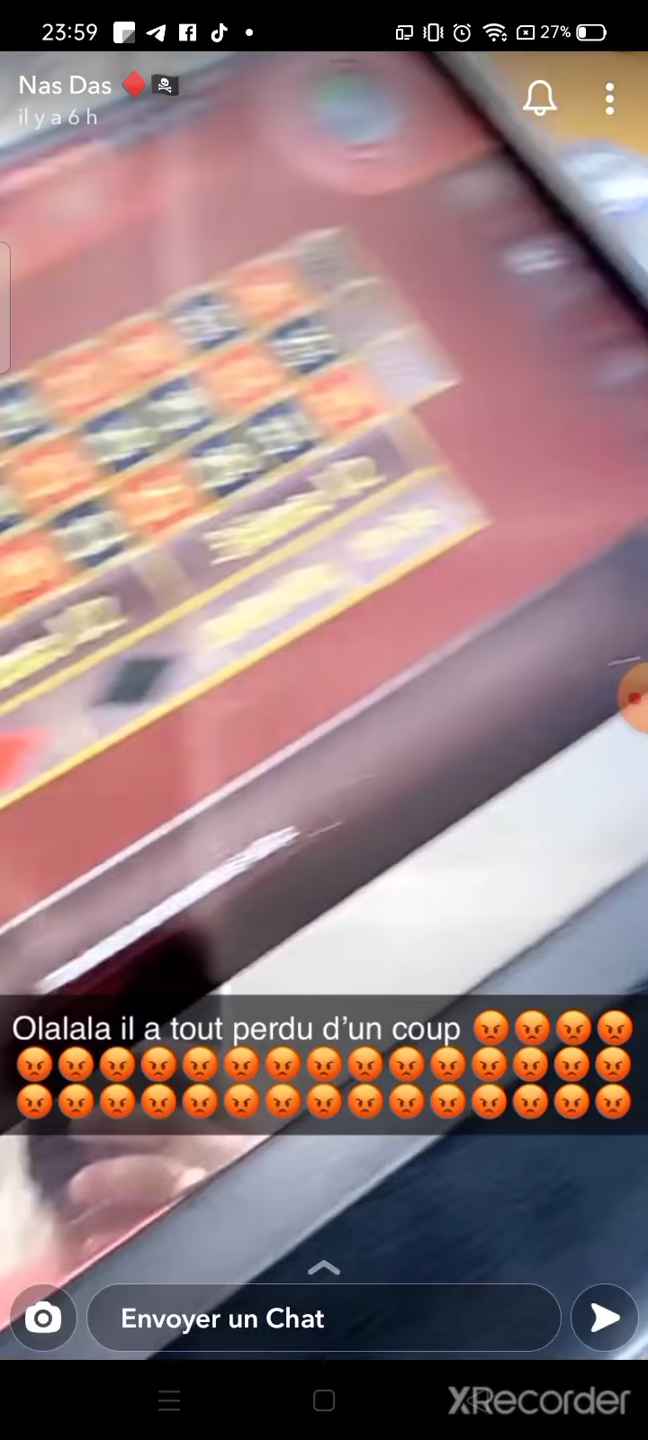 23:59 27%
Nas Das ♦️🏴‍☠️
il y a 6 h
Olalala il a tout perdu d'un coup 😡😡😡😡
😡😡😡😡😡😡😡😡😡😡😡😡😡😡😡
😡😡😡😡😡😡😡😡😡😡😡😡😡😡😡
Envoyer un Chat
XRecorder